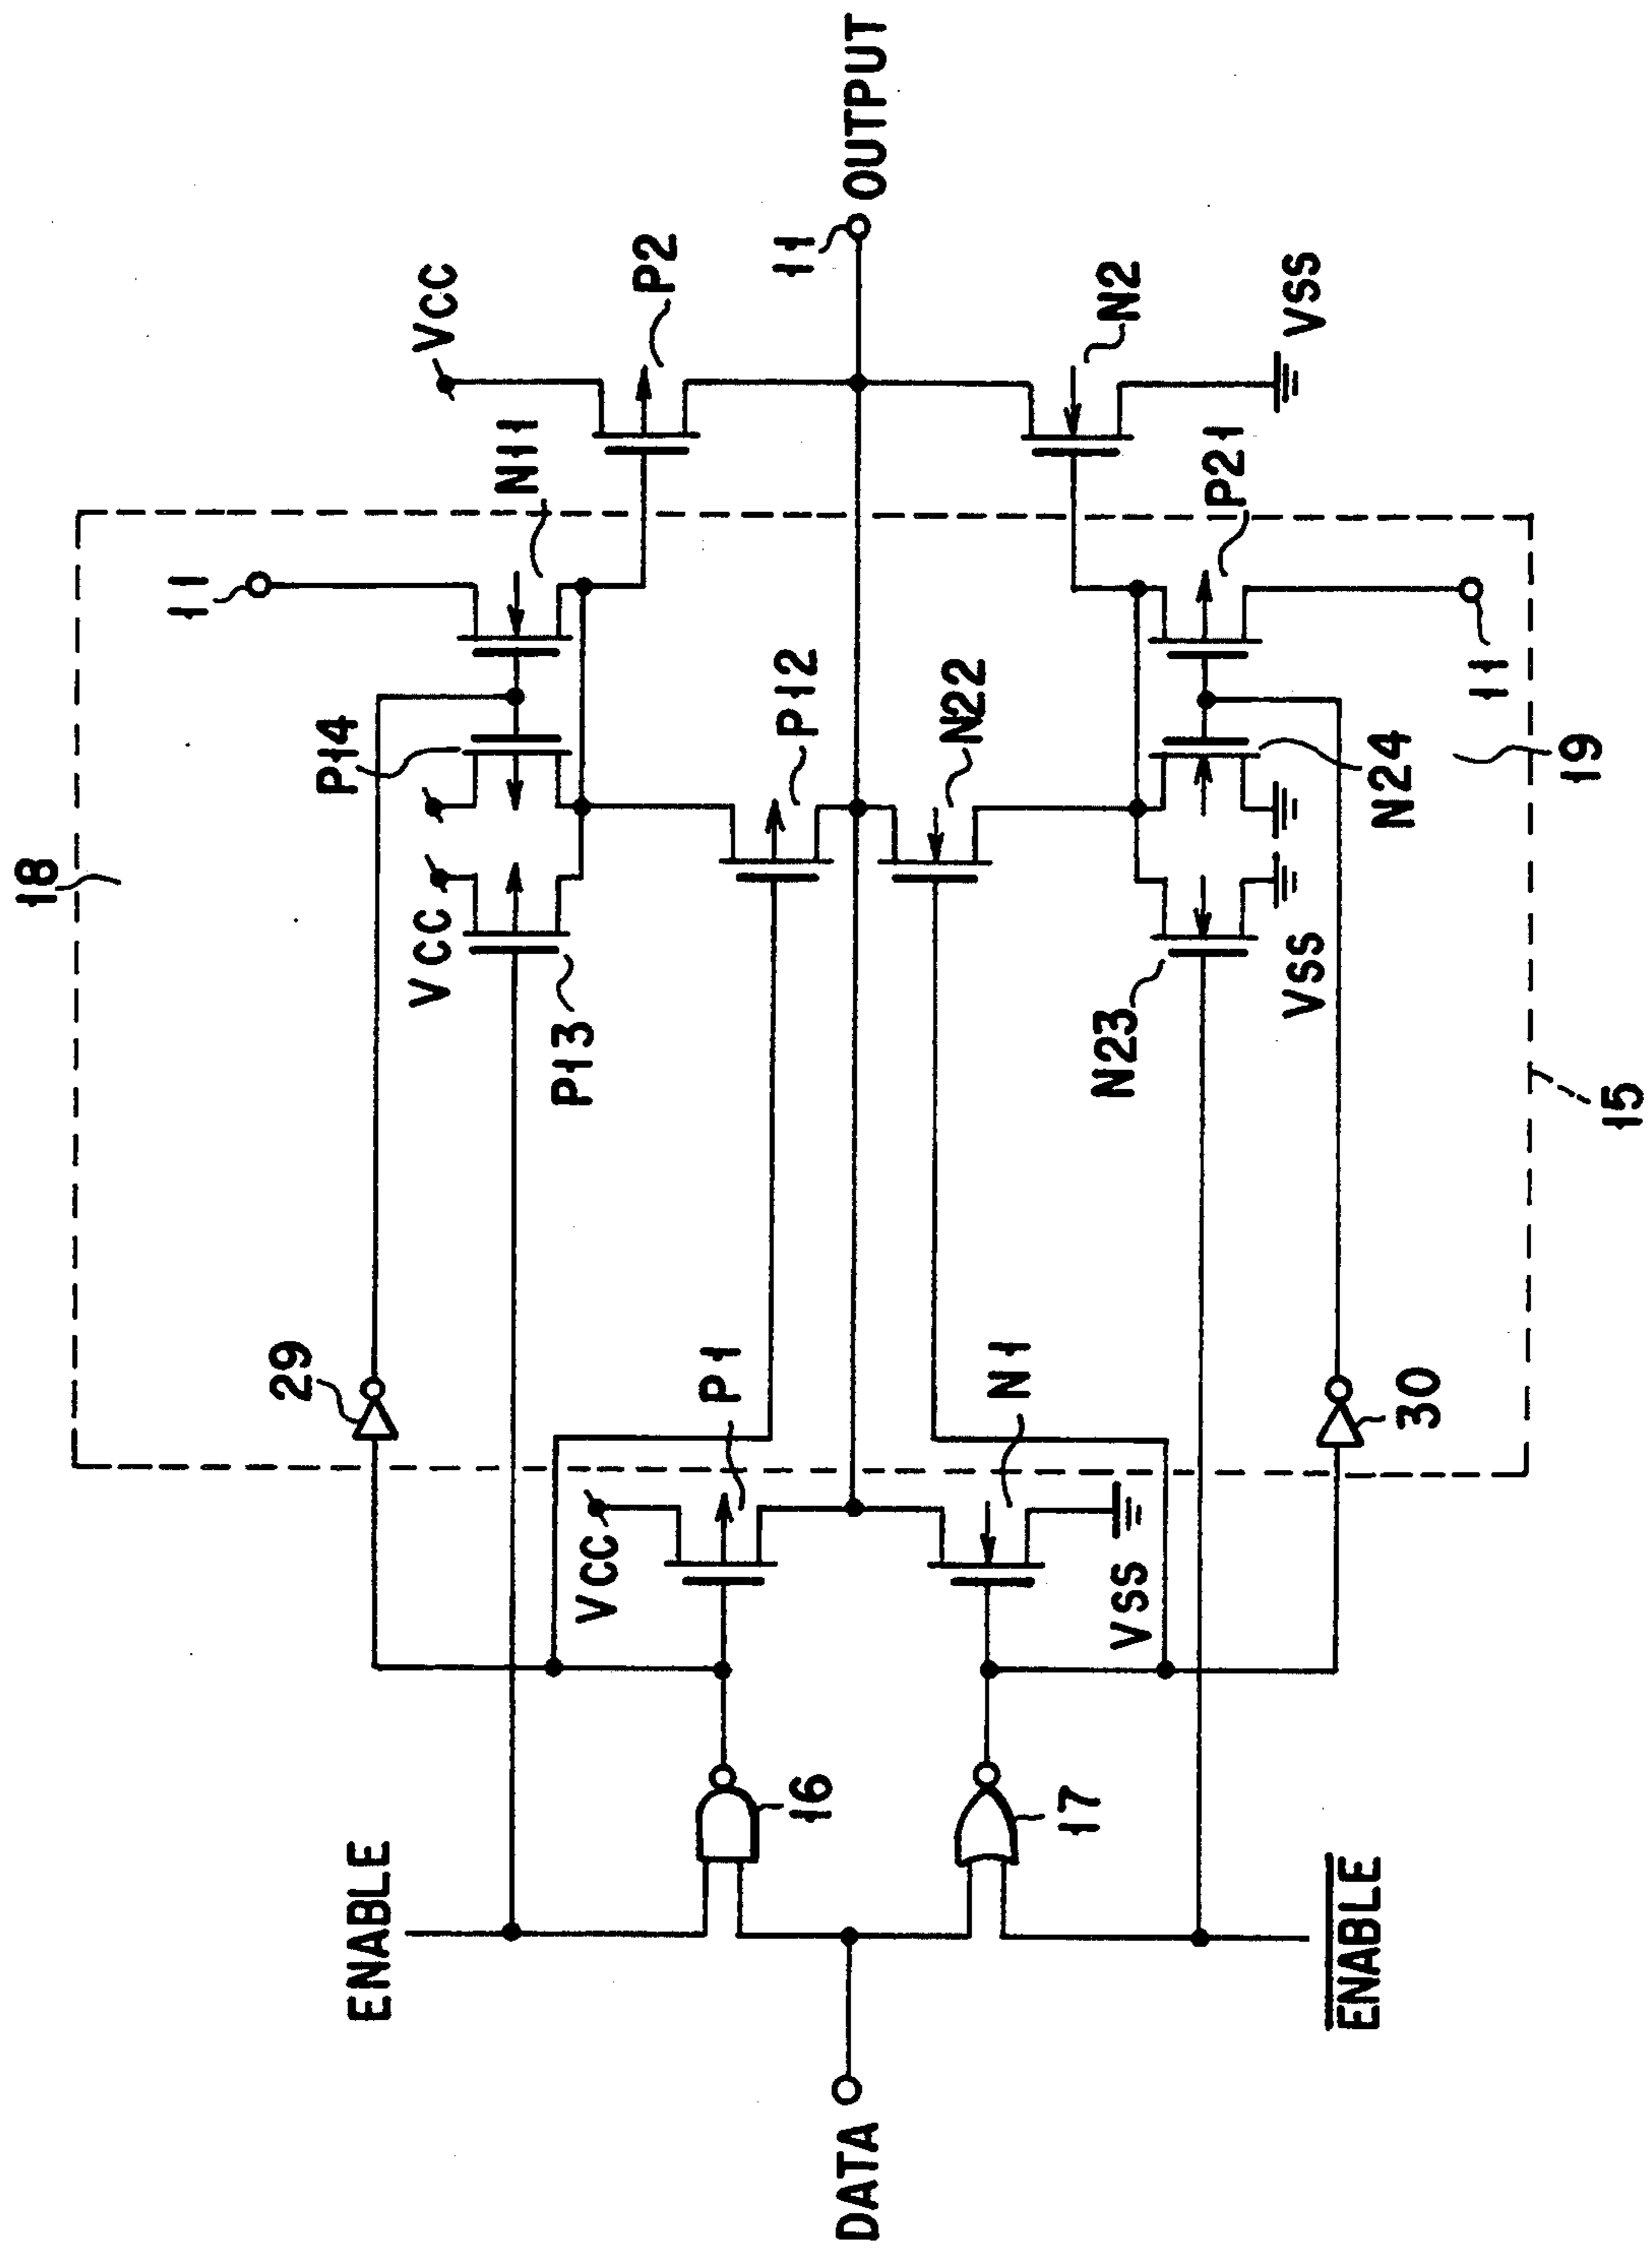 18
11
VCC
N11
P14
P2
29
VCC
P13
ENABLE
P12
VCC
P1
16
11 OUTPUT
DATA
N22
N1
VSS
17
N2
VSS
P21
N23
VSS
N24
11
30
ENABLE
19
15